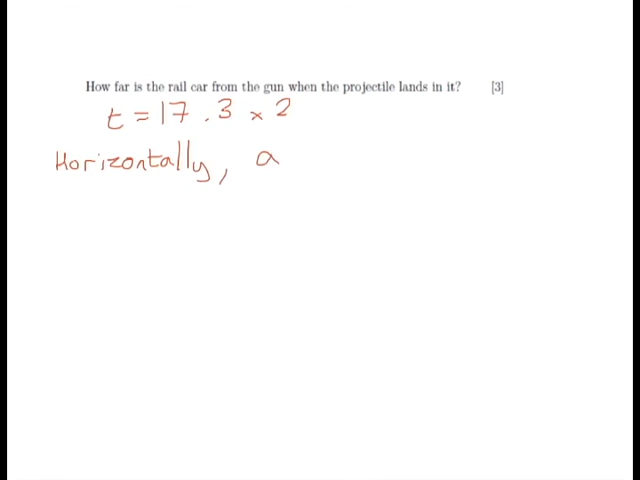 How far is the rail car from the gun when the projectile lands in it? [3]
t = 17.3 × 2
Horizontally, a